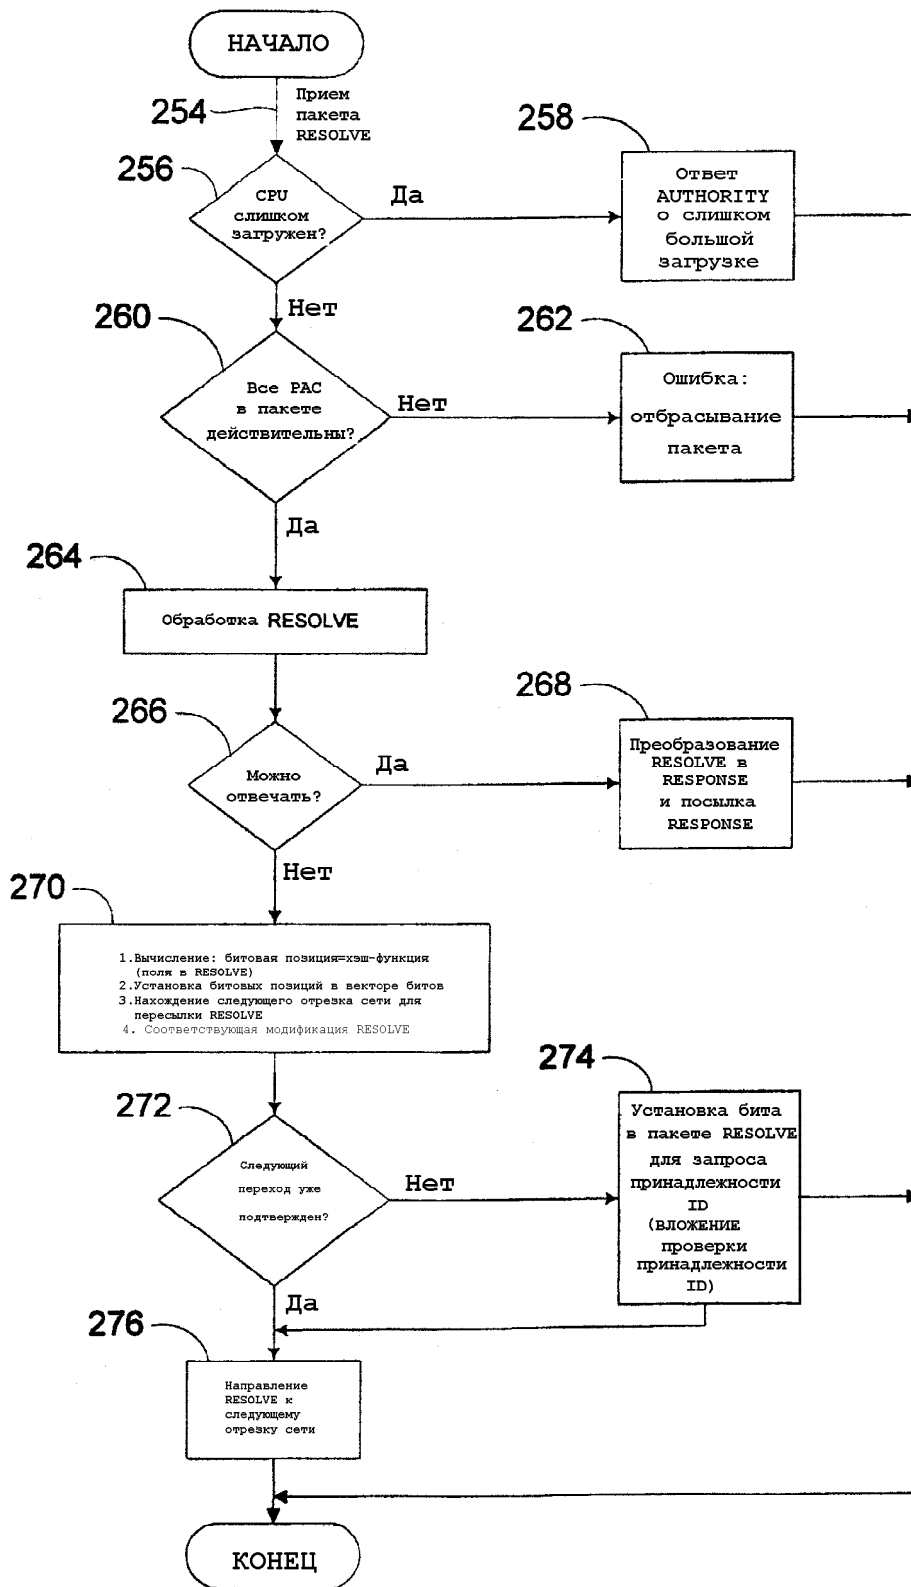 НАЧАЛО
254
Прием
пакета
RESOLVE
256
CPU
слишком
загружен?
Да
258
Ответ
AUTHORITY
о слишком
большой
загрузке
Нет
260
Все PAC
в пакете
действительны?
Нет
262
Ошибка:
отбрасывание
пакета
Да
264
Обработка RESOLVE
266
Можно
отвечать?
Да
268
Преобразование
RESOLVE в
RESPONSE
и посылка
RESPONSE
Нет
270
1.Вычисление: битовая позиция=хэш-функция
(поля в RESOLVE)
2.Установка битовых позиций в векторе битов
3.Нахождение следующего отрезка сети для
пересылки RESOLVE
4. Соответствующая модификация RESOLVE
272
Следующий
переход уже
подтвержден?
Нет
274
Установка бита
в пакете RESOLVE
для запроса
принадлежности
ID
(ВЛОЖЕНИЕ
проверки
принадлежности
ID)
Да
276
Направление
RESOLVE к
следующему
отрезку сети
КОНЕЦ